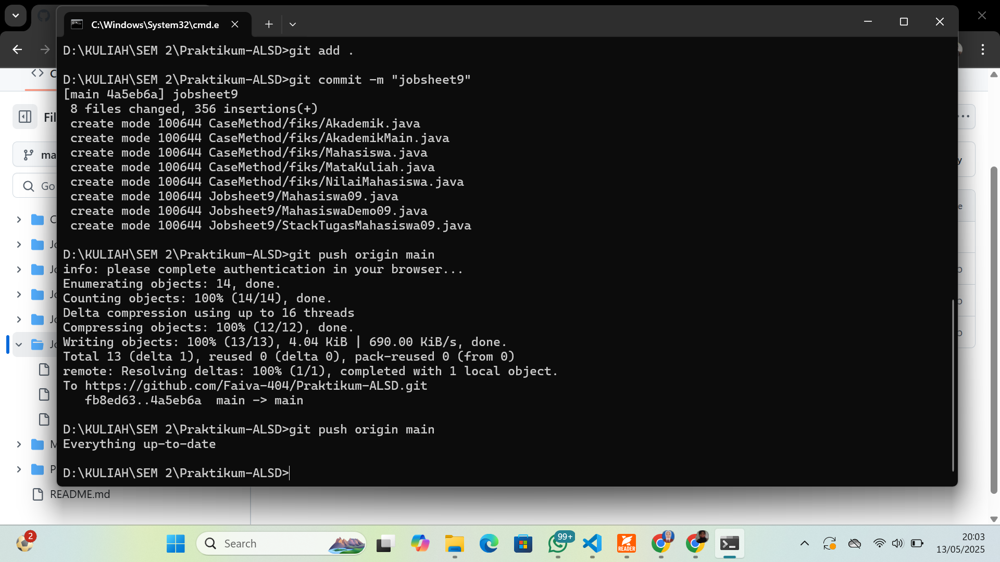 C:\Windows\System32\cmd.e
D:\KULIAH\SEM 2\Praktikum-ALSD>git add .
D:\KULIAH\SEM 2\Praktikum-ALSD>git commit -m "jobsheet9"
[main 4a5eb6a] jobsheet9
8 files changed, 356 insertions(+)
create mode 100644 CaseMethod/fiks/Akademik.java
create mode 100644 CaseMethod/fiks/AkademikMain.java
create mode 100644 CaseMethod/fiks/Mahasiswa.java
create mode 100644 CaseMethod/fiks/MataKuliah.java
create mode 100644 CaseMethod/fiks/NilaiMahasiswa.java
create mode 100644 Jobsheet9/Mahasiswa09.java
create mode 100644 Jobsheet9/MahasiswaDemo09.java
create mode 100644 Jobsheet9/StackTugasMahasiswa09.java
D:\KULIAH\SEM 2\Praktikum-ALSD>git push origin main
info: please complete authentication in your browser...
Enumerating objects: 14, done.
Counting objects: 100% (14/14), done.
Delta compression using up to 16 threads
Compressing objects: 100% (12/12), done.
Writing objects: 100% (13/13), 4.04 KiB | 690.00 KiB/s, done.
Total 13 (delta 1), reused 0 (delta 0), pack-reused 0 (from 0)
remote: Resolving deltas: 100% (1/1), completed with 1 local object.
To https://github.com/Faiva-404/Praktikum-ALSD.git
fb8ed63..4a5eb6a  main -> main
D:\KULIAH\SEM 2\Praktikum-ALSD>git push origin main
Everything up-to-date
D:\KULIAH\SEM 2\Praktikum-ALSD>
Fil
ma
Go
README.md
2
Search
99+
READER
20:03
13/05/2025